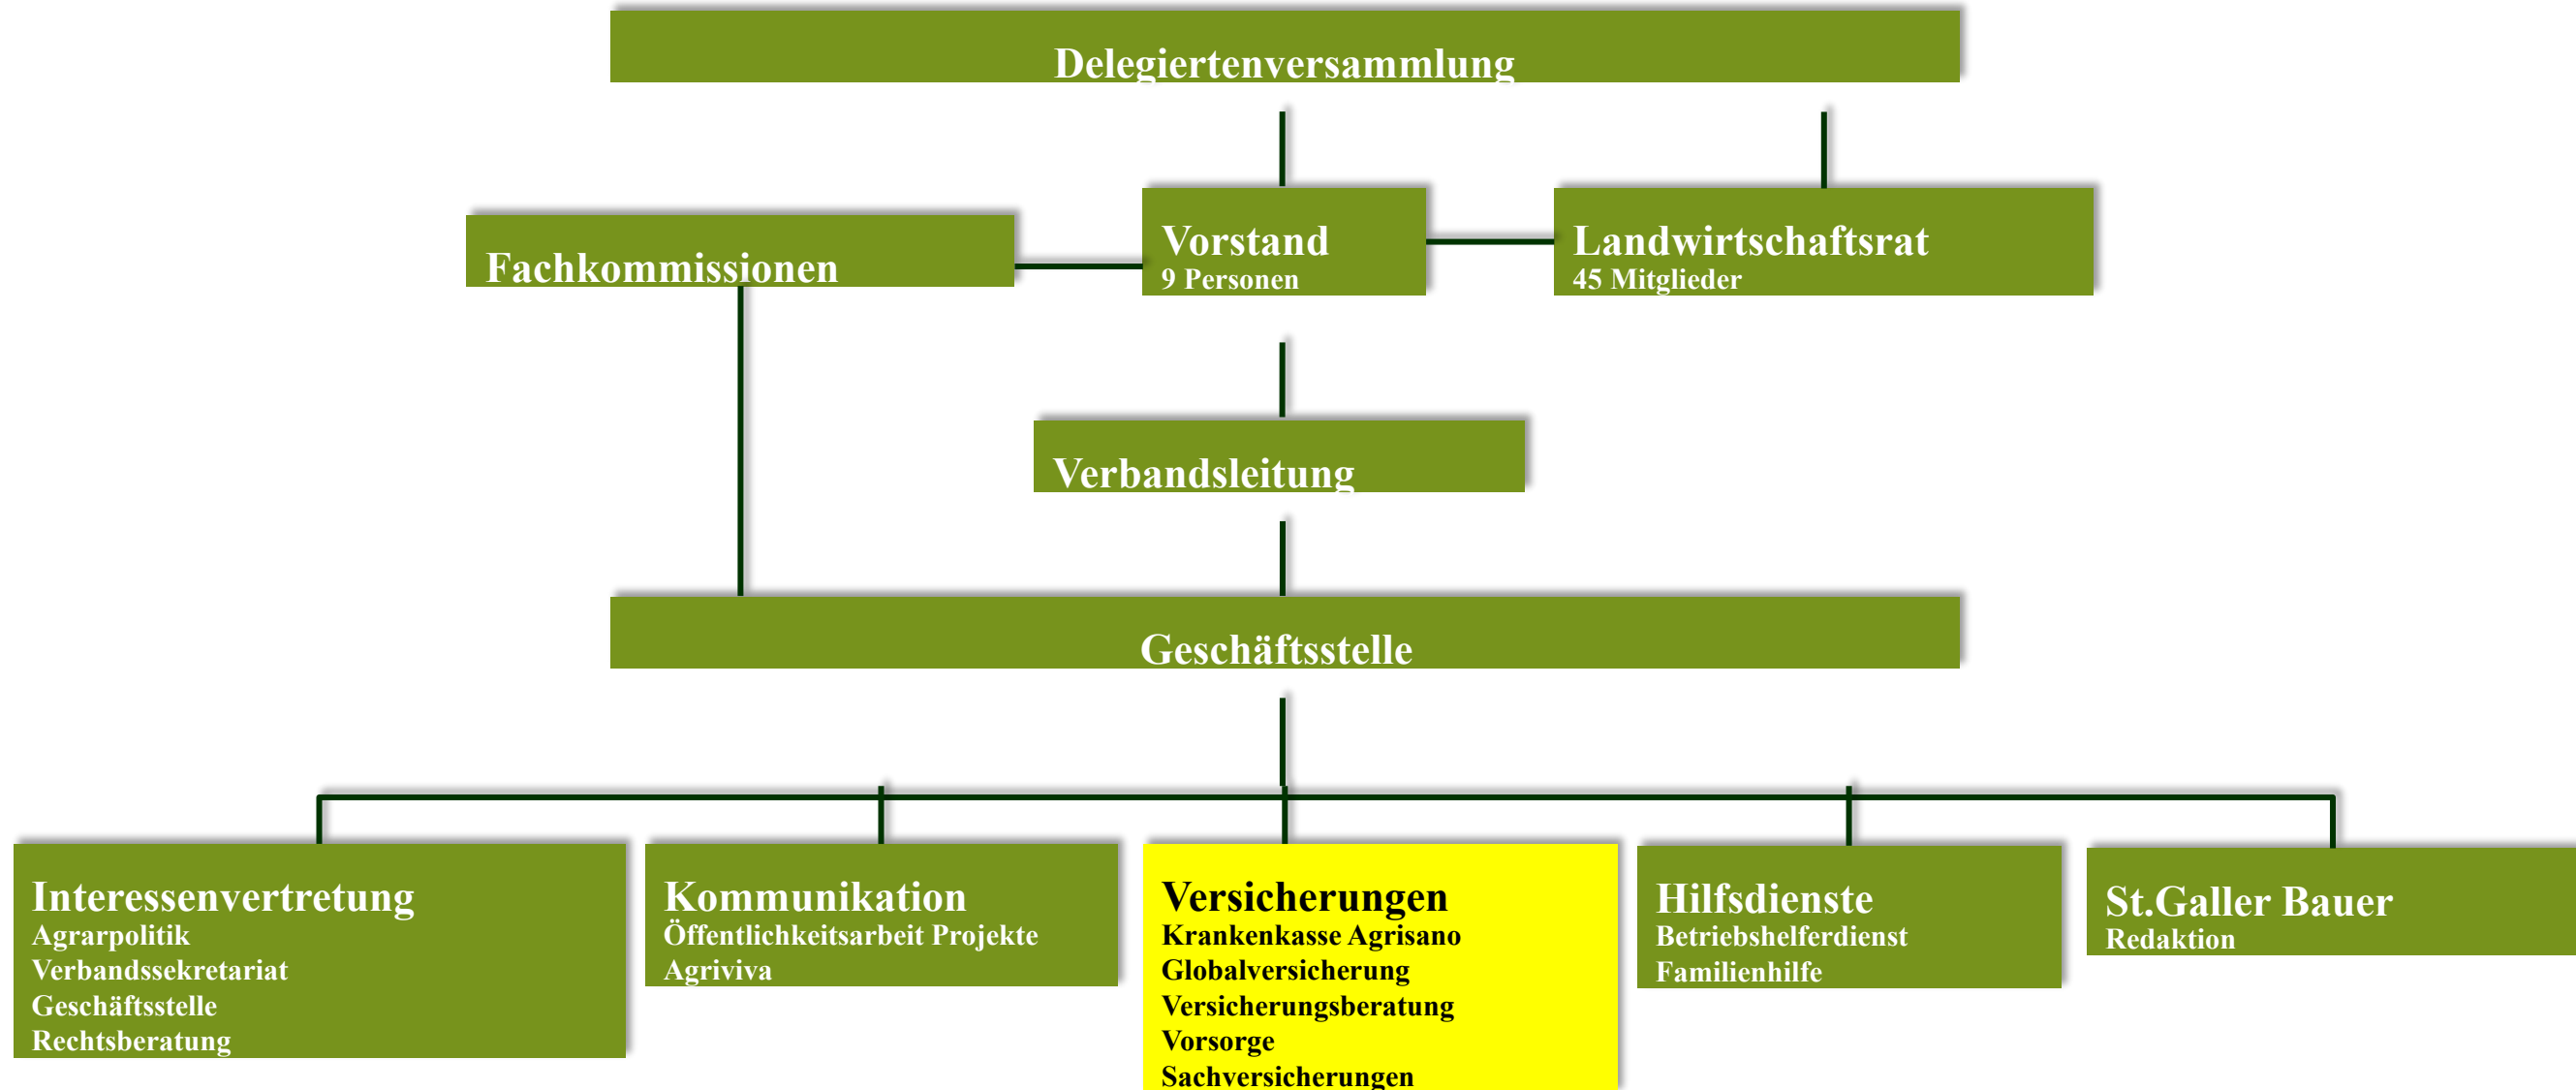 Delegiertenversammlung
Fachkommissionen
Vorstand
9 Personen
Landwirtschaftsrat
45 Mitglieder
Verbandsleitung
Geschäftsstelle
Interessenvertretung
Agrarpolitik
Verbandssekretariat
Geschäftsstelle
Rechtsberatung
Kommunikation
Öffentlichkeitsarbeit Projekte
Agriviva
Versicherungen
Krankenkasse Agrisano
Globalversicherung
Versicherungsberatung
Vorsorge
Sachversicherungen
Hilfsdienste
Betriebshelferdienst
Familienhilfe
St.Galler Bauer
Redaktion